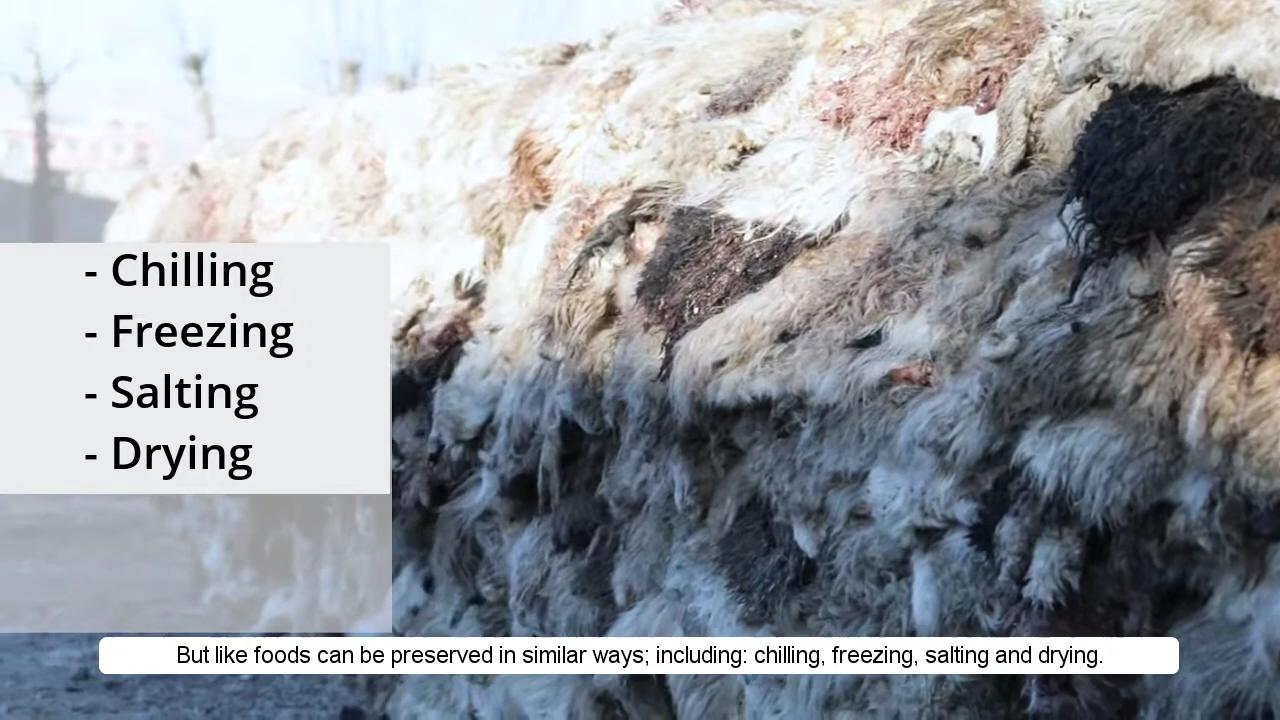 - Chilling
- Freezing
- Salting
- Drying
But like foods can be preserved in similar ways; including: chilling, freezing, salting and drying.